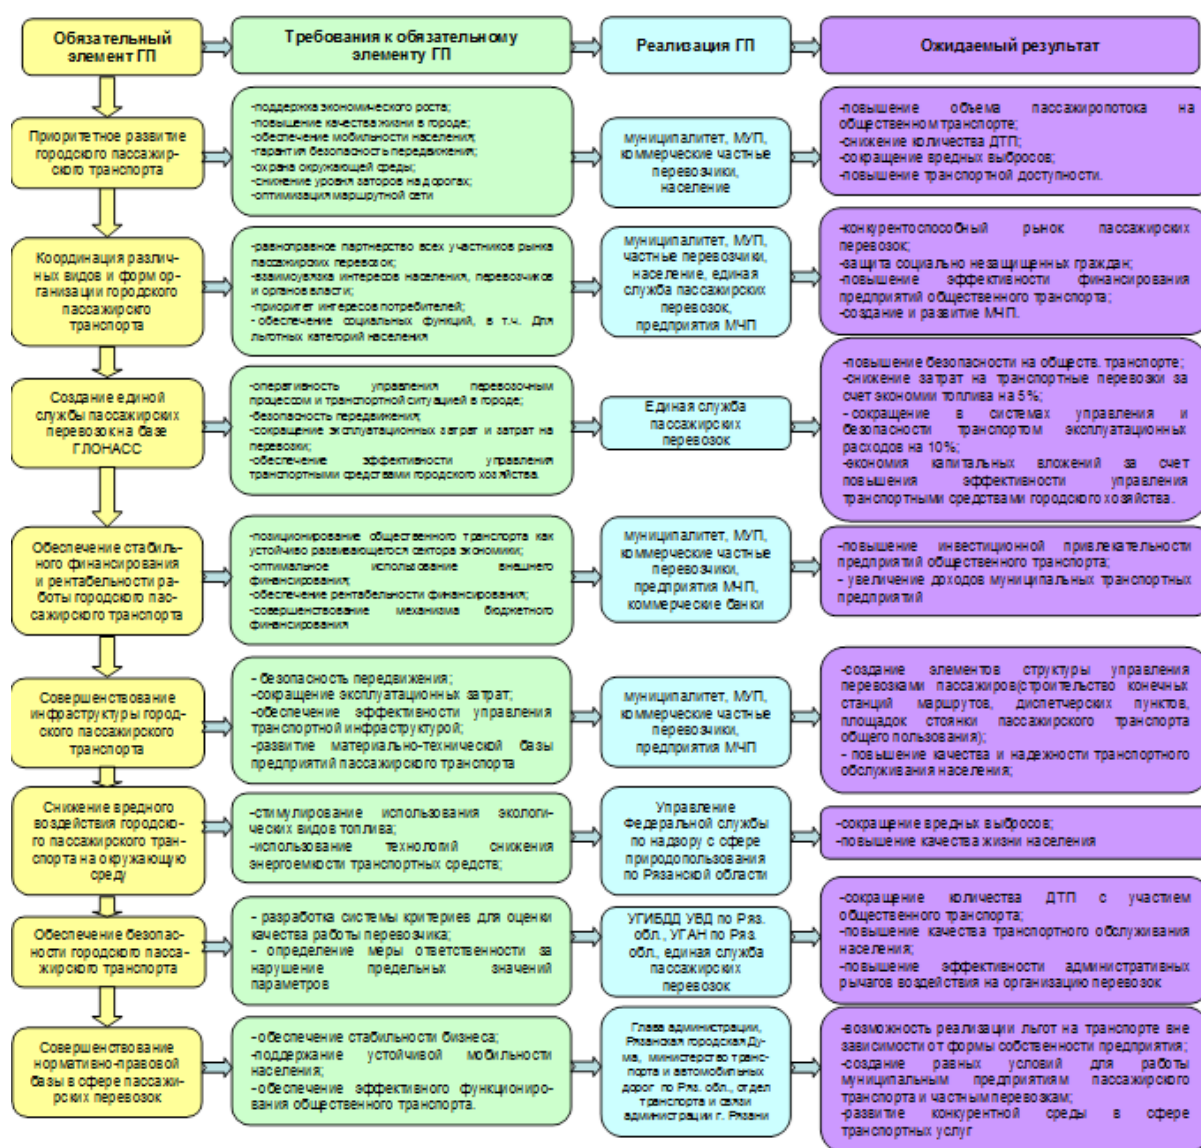 Обязательный
элемент ГП
Требования к обязательному
элементу ГП
Реализация ГП
Ожидаемый результат
Приоритетное развитие
городского пассажир-
ского транспорта
-поддержка экономического роста;
-повышение качества жизни в городе;
-обеспечение мобильности населения;
-гарантия безопасность передвижения;
-охрана окружающей среды;
-снижение уровня заторов на дорогах;
-оптимизация маршрутной сети
муниципалитет, МУП,
коммерческие частные
перевозчики,
население
-повышение объема пассажиропотока на
общественном транспорте;
-снижение количества ДТП;
-сокращение вредных выбросов;
-повышение транспортной доступности.
Координация различ-
ных видов и форм ор-
ганизации городского
пассажирскго
транспорта
-равноправное партнерство всех участников рынка
пассажирских перевозок;
-взаимоувязка интересов населения, перевозчиков
и органов власти;
-приоритет интересов потребителей;
- обеспечение социальных функций, в т.ч. Для
льготных категорий населения
муниципалитет, МУП,
частные перевозчики,
население, единая
служба пассажирских
перевозок,
предприятия МЧП
-конкурентоспособный рынок пассажирских
перевозок;
-защита социально незащищенных граждан;
-повышение эффективности финансирования
предприятий общественного транспорта;
-создание и развитие МЧП.
Создание единой
службы пассажирских
перевозок на базе
ГЛОНАСС
-оперативность управления перевозочным
процессом и транспортной ситуацией в городе;
-безопасность передвижения;
-сокращение эксплуатационных затрат и затрат на
перевозки;
-обеспечение эффективности управления
транспортными средствами городского хозяйства.
Единая служба
пассажирских
перевозок
-повышение безопасности на обществ. транспорте;
-снижение затрат на транспортные перевозки за
счет экономии топлива на 5%;
- сокращение в системах управления и
безопасности транспортом эксплуатационных
расходов на 10%;
-экономия капитальных вложений за счет
повышения эффективности управления
транспортными средствами городского хозяйства.
Обеспечение стабиль-
ного финансирования
и рентабельности ра-
боты городского пас-
сажирского транспорта
-позиционирование общественного транспорта как
устойчиво развивающегося сектора экономики;
-оптимальное использование внешнего
финансирования;
-обеспечение рентабельности финансирования;
-совершенствование механизма бюджетного
финансирования
муниципалитет, МУП,
коммерческие частные
перевозчики,
предприятия МЧП,
коммерческие банки
-повышение инвестиционной привлекательности
предприятий общественного транспорта;
- увеличение доходов муниципальных транспортных
предприятий
Совершенствование
инфраструктуры город-
ского пассажирского
транспорта
- безопасность передвижения;
-сокращение эксплуатационных затрат;
-обеспечение эффективности управления
транспортной инфраструктурой;
-развитие материально-технической базы
предприятий пассажирского транспорта
муниципалитет, МУП,
коммерческие частные
перевозчики,
предприятия МЧП
-создание элементов структуры управления
перевозками пассажиров(строительство конечных
станций маршрутов, диспетчерских пунктов,
площадок стоянки пассажирского транспорта
общего пользования);
- повышение качества и надежности транспортного
обслуживания населения;
Снижение вредного
воздействия городско-
го пассажирского тран-
спорта на окружающую
среду
-стимулирование использования экологи-
ческих видов топлива;
-использование технологий снижения
энергоемкости транспортных средств;
Управление
Федеральной службы
по надзору с сфере
природопользования
по Рязанской области
-сокращение вредных выбросов;
-повышение качества жизни населения
Обеспечение безопас-
ности городского пасса-
жирского транспорта
- разработка системы критериев для оценки
качества работы перевозчика;
- определение меры ответственности за
нарушение предельных значений
параметров
УГИБДД УВД по Ряз.
обл., УГАН по Ряз.
обл., единая служба
пассажирских
перевозок
-сокращение количества ДТП с участием
общественного транспорта;
-повышение качества транспортного обслуживания
населения;
-повышение эффективности административных
рычагов воздействия на организацию перевозок
Совершенствование
нормативно-правовой
базы в сфере пассажи-
рских перевозок
-обеспечение стабильности бизнеса;
-поддержание устойчивой мобильности
населения;
-обеспечение эффективного функциониро-
вания общественного транспорта.
Глава администрации,
Рязанская городская Ду-
ма, министерство транс-
порта и автомобильных
дорог по Ряз. обл., отдел
транспорта и связи
администрации г. Рязани
-возможность реализации льгот на транспорте вне
зависимости от формы собственности предприятия;
-создание равных условий для работы
муниципальным предприятиям пассажирского
транспорта и частным перевозкам;
-развитие конкурентной среды в сфере
транспортных услуг